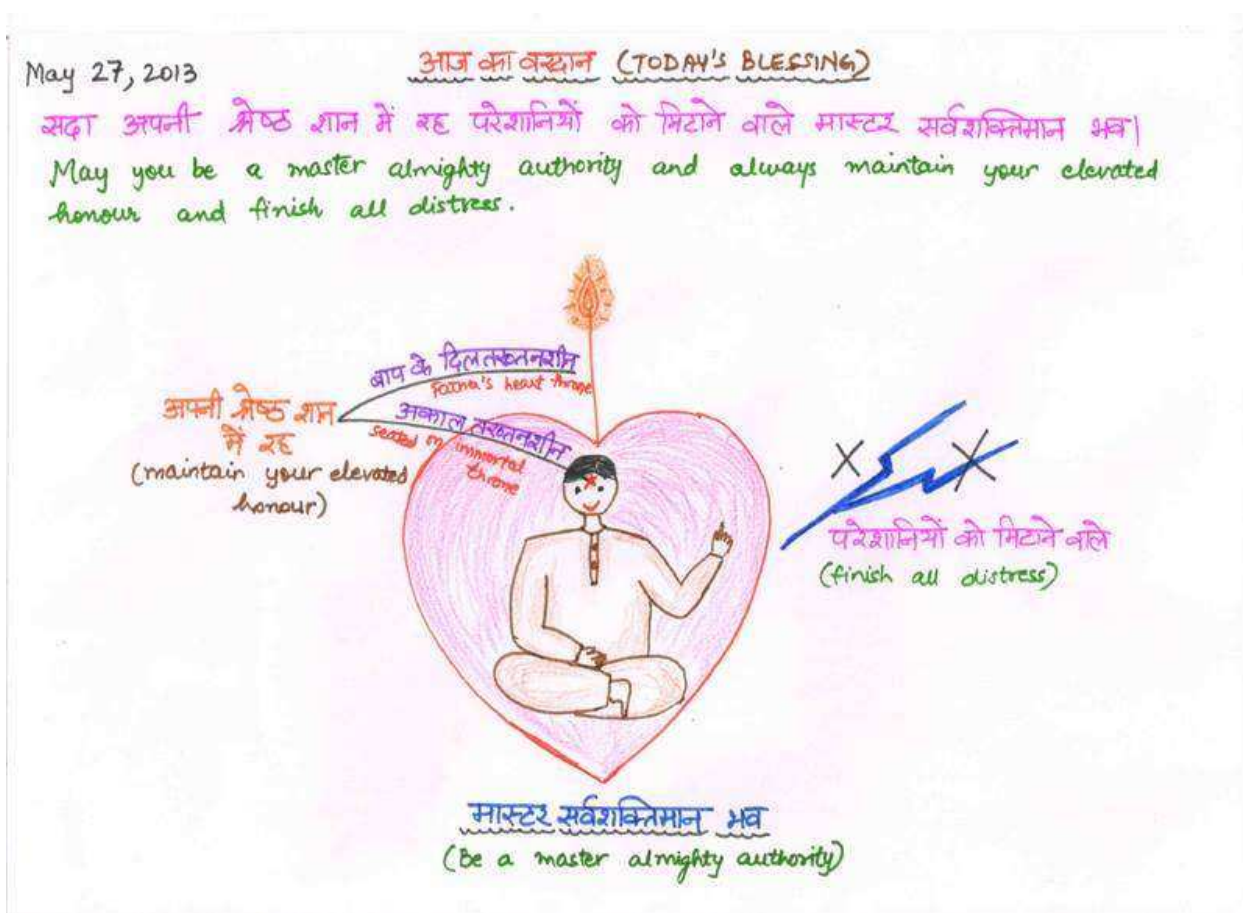 May 27, 2013
आज का वरदान (TODAY'S BLESSING)
सदा अपनी श्रेष्ठ शान में रह परेशानियों को मिटाने वाले मास्टर सर्वशक्तिमान भव।
May you be a master almighty authority and always maintain your elevated
honour and finish all distress.
बाप के दिलतख्तनशीन
Father's heart throne
अकाल तख्तनशीन
seated on immortal
throne
अपनी श्रेष्ठ शान
में रह
(maintain your elevated
honour)
परेशानियों को मिटाने वाले
(finish all distress)
मास्टर सर्वशक्तिमान भव
(Be a master almighty authority)